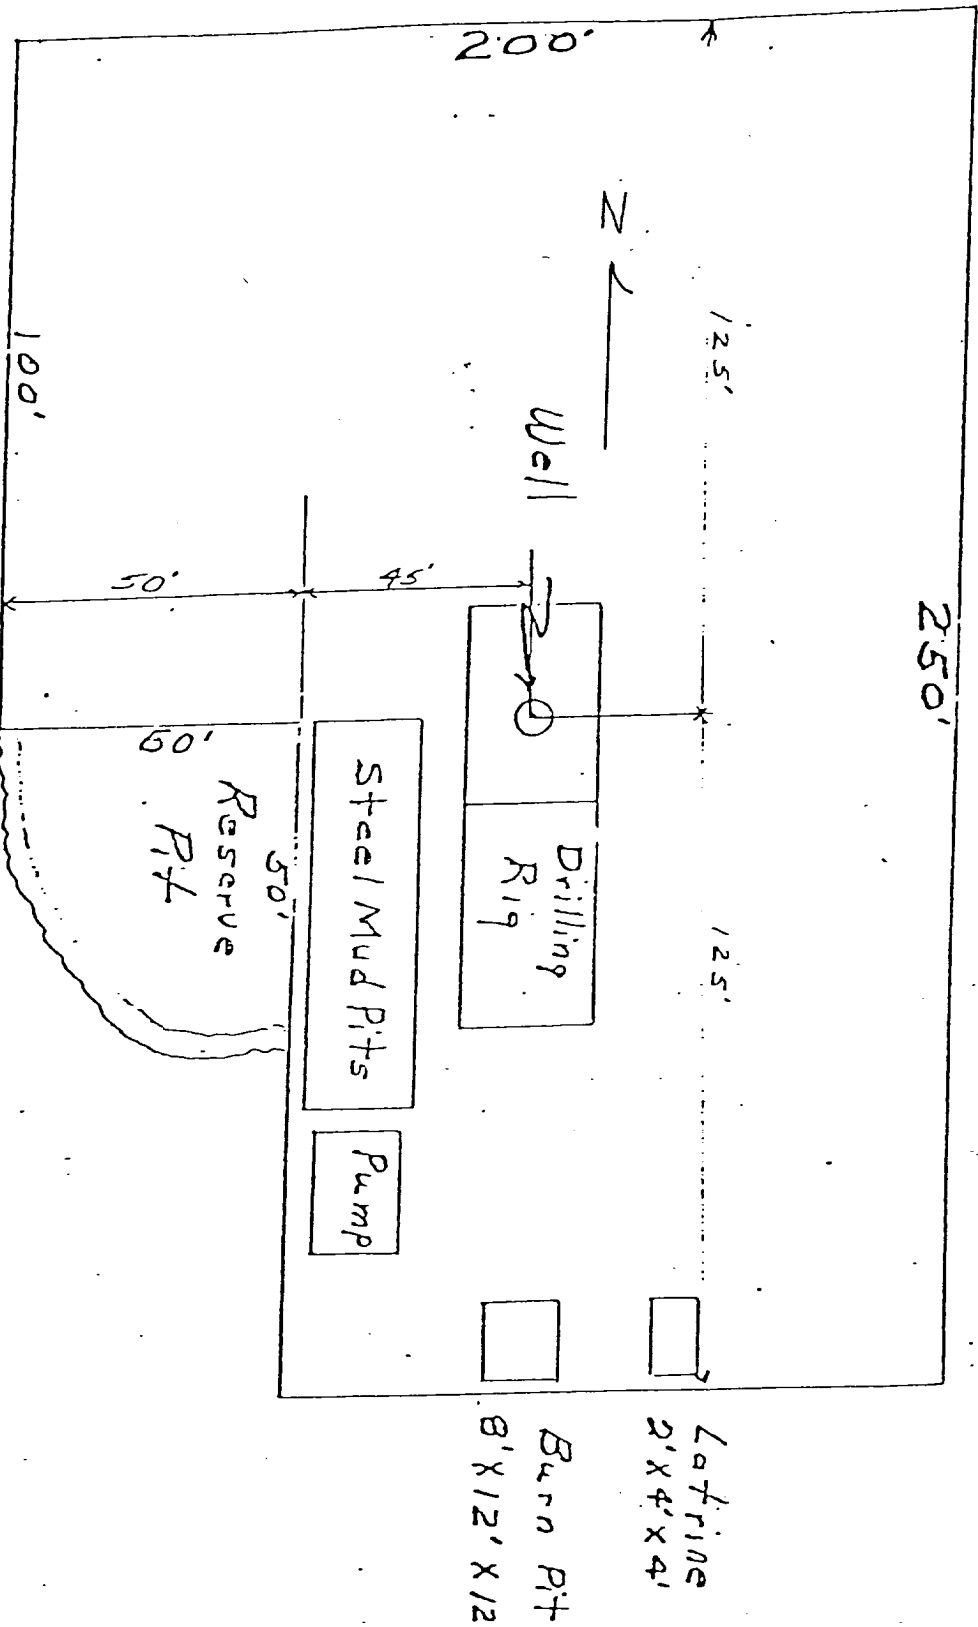 200'
N
125'
125'
250'
Well
45'
50'
100'
Drilling
Rig
Steel Mud Pits
Pump
60'
50'
Reserve
Pit
Latrine
2'X4'X4'
Burn Pit
8'X12'X12